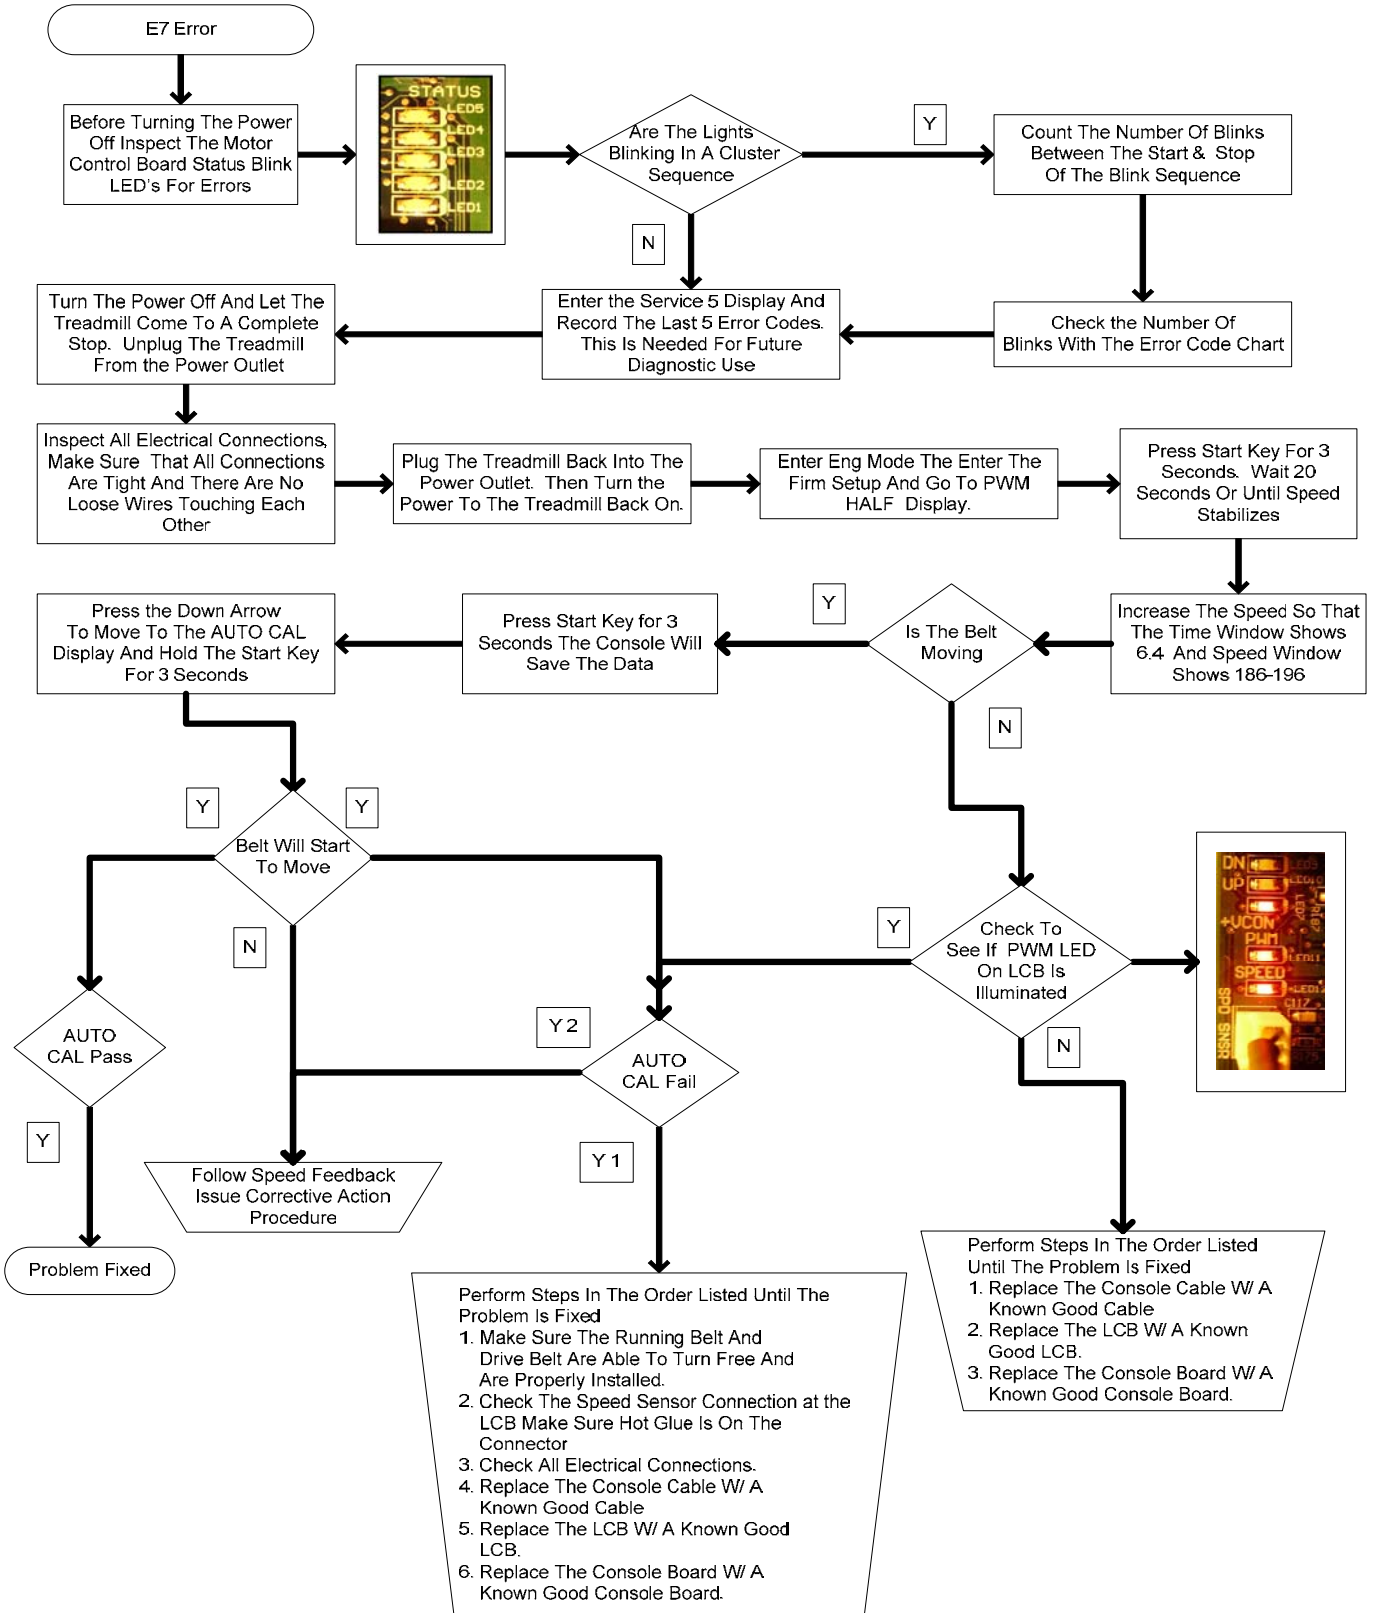 E7 Error
Before Turning The Power
Off Inspect The Motor
Control Board Status Blink
LED's For Errors
STATUS
LED5
LED4
LED3
LED2
LED1
Are The Lights
Blinking In A Cluster
Sequence
Y
Count The Number Of Blinks
Between The Start & Stop
Of The Blink Sequence
N
Turn The Power Off And Let The
Treadmill Come To A Complete
Stop. Unplug The Treadmill
From the Power Outlet
Enter the Service 5 Display And
Record The Last 5 Error Codes.
This Is Needed For Future
Diagnostic Use
Check the Number Of
Blinks With The Error Code Chart
Inspect All Electrical Connections,
Make Sure That All Connections
Are Tight And There Are No
Loose Wires Touching Each
Other
Plug The Treadmill Back Into The
Power Outlet. Then Turn the
Power To The Treadmill Back On.
Enter Eng Mode The Enter The
Firm Setup And Go To PWM
HALF Display.
Press Start Key For 3
Seconds. Wait 20
Seconds Or Until Speed
Stabilizes
Press the Down Arrow
To Move To The AUTO CAL
Display And Hold The Start Key
For 3 Seconds
Press Start Key for 3
Seconds The Console Will
Save The Data
Y
Is The Belt
Moving
Increase The Speed So That
The Time Window Shows
6.4 And Speed Window
Shows 186-196
N
Y
Y
Belt Will Start
To Move
N
Y
Check To
See If PWM LED
On LCB Is
Illuminated
DN
UP
+VCON
PWM
SPEED
LED11
C117
SPD SNSR
N
AUTO
CAL Pass
Y 2
AUTO
CAL Fail
Y
Y 1
Follow Speed Feedback
Issue Corrective Action
Procedure
Problem Fixed
Perform Steps In The Order Listed Until The
Problem Is Fixed
1. Make Sure The Running Belt And
Drive Belt Are Able To Turn Free And
Are Properly Installed.
2. Check The Speed Sensor Connection at the
LCB Make Sure Hot Glue Is On The
Connector
3. Check All Electrical Connections.
4. Replace The Console Cable W/ A
Known Good Cable
5. Replace The LCB W/ A Known Good
LCB.
6. Replace The Console Board W/ A
Known Good Console Board.
Perform Steps In The Order Listed
Until The Problem Is Fixed
1. Replace The Console Cable W/ A
Known Good Cable
2. Replace The LCB W/ A Known
Good LCB.
3. Replace The Console Board W/ A
Known Good Console Board.